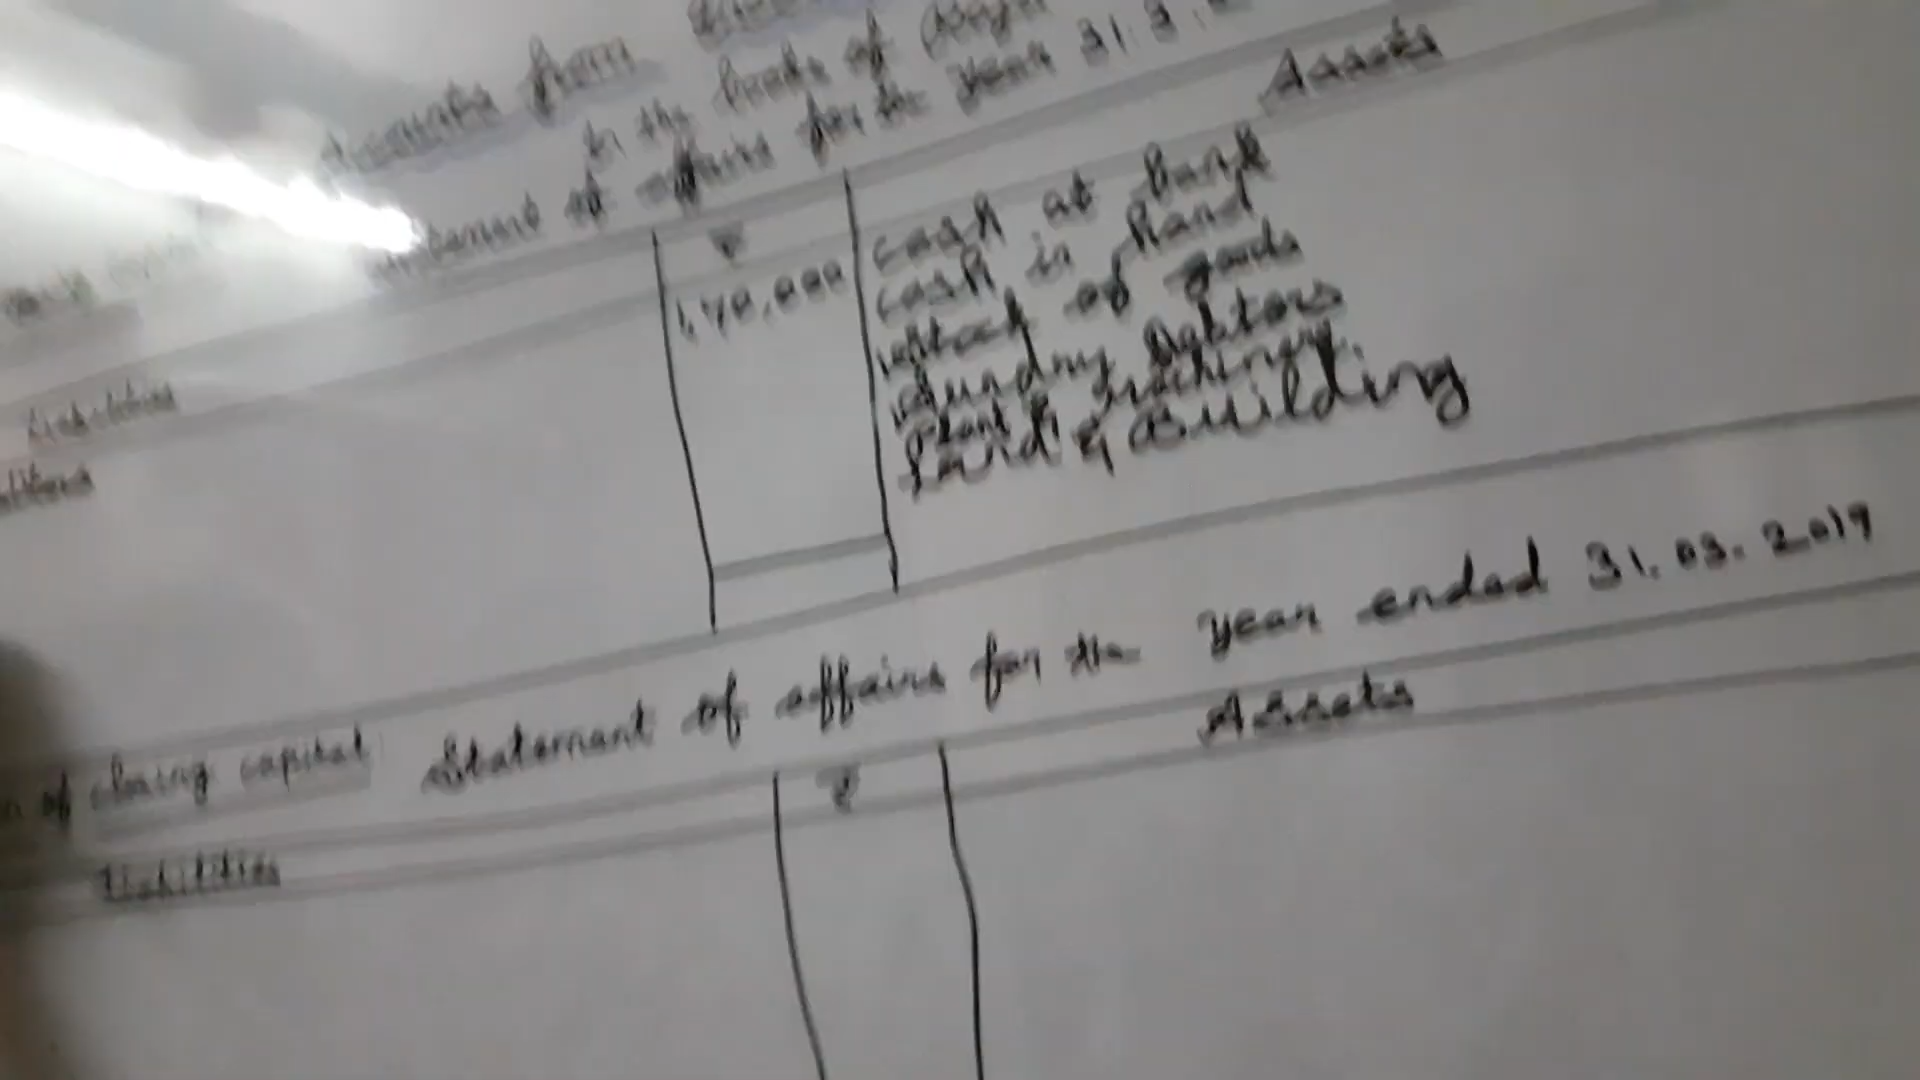 Accounts from
in the books of
Statement of affairs for the year 31.3.
Liabilities ₹ Assets
1,70,000 cash at Bank
cash in hand
stock of goods
sundry Debtors
Plant & Machinery
Land & Building
of closing capital Statement of affairs for the year ended 31.03.2019
Liabilities ₹ Assets